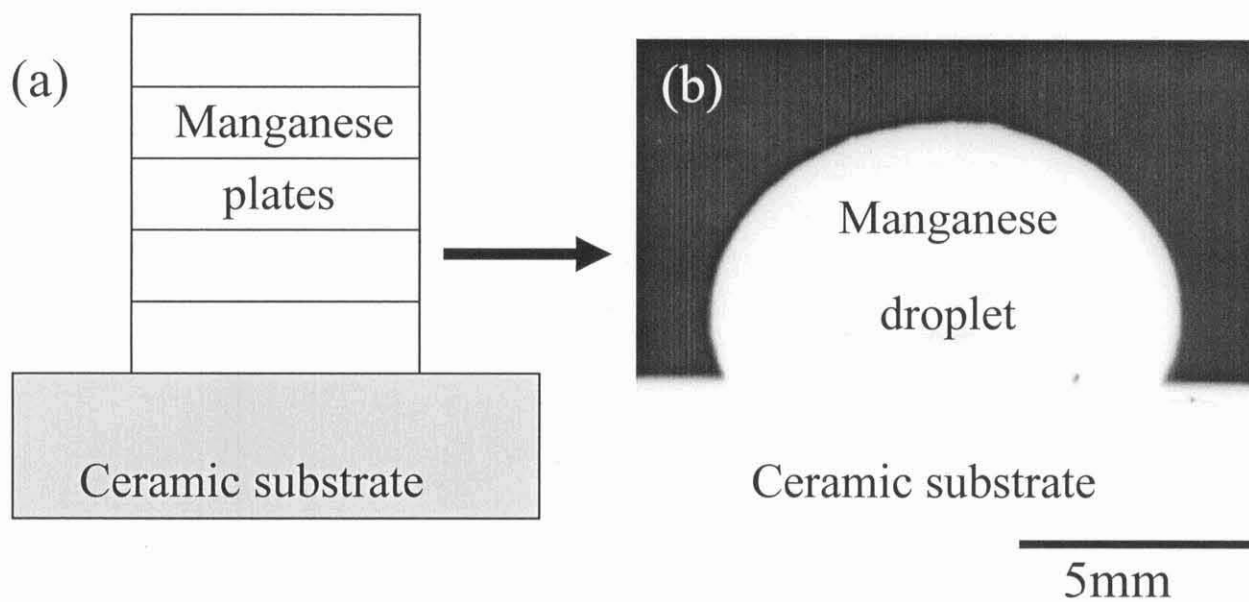 (a)
Manganese
plates
Ceramic substrate
(b)
Manganese
droplet
Ceramic substrate
5mm